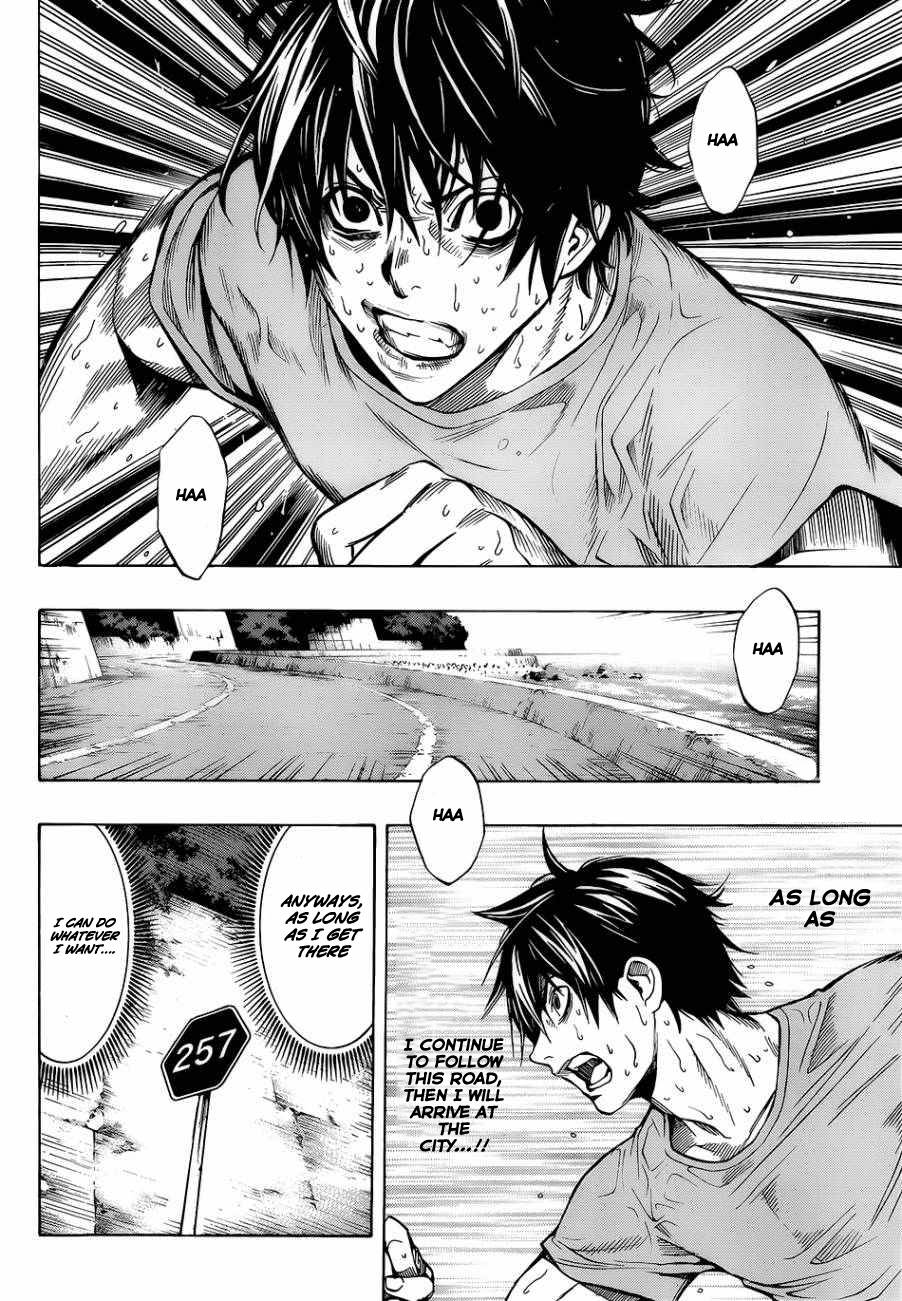 HAA
HAA
HAA
HAA
AS LONG
AS
I CONTINUE
TO FOLLOW
THIS ROAD,
THEN I WILL
ARRIVE AT
THE
CITY...!!
ANYWAYS,
AS LONG
AS I GET
THERE
I CAN DO
WHATEVER
I WANT....
257